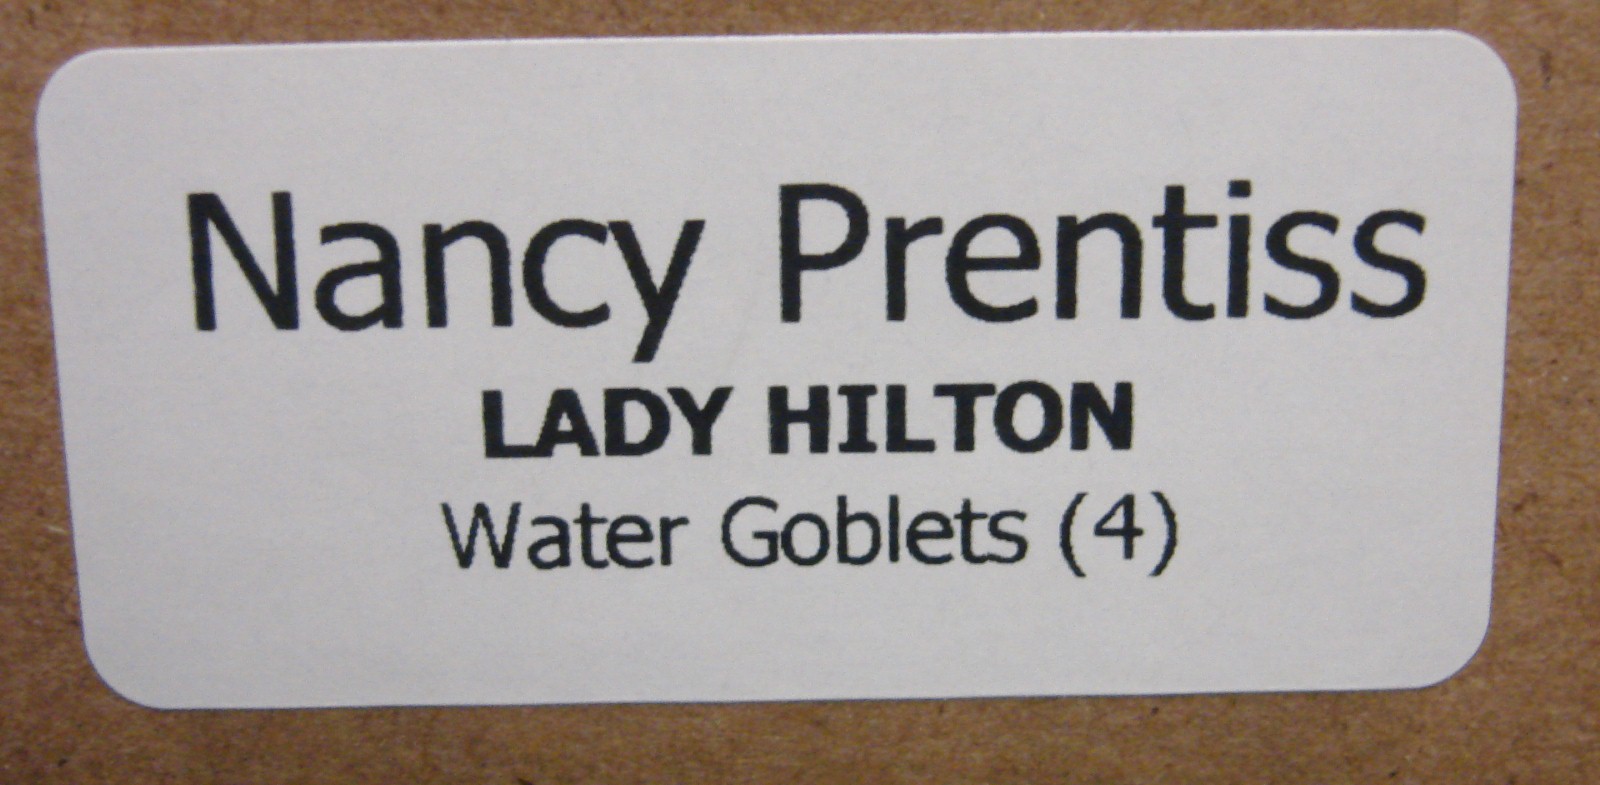 Nancy Prentiss
LADY HILTON
Water Goblets (4)